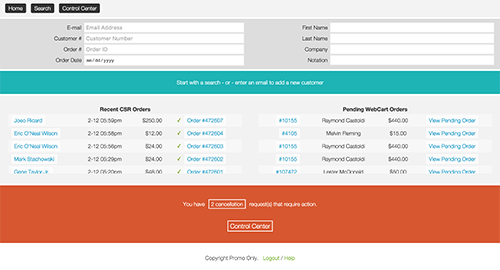 Home Search Control Center
E-mail Email Address First Name
Customer # Customer Number Last Name
Order # Order ID Company
Order Date mm/dd/yyyy Notation
Start with a search - or - enter an email to add a new customer
Recent CSR Orders Pending WebCart Orders
Joao Ricard 2-12 05:59pm $250.00 ✓ Order #472607 #10155 Raymond Castoldi $440.00 View Pending Order
Eric O'Neal Wilson 2-12 05:58pm $12.00 ✓ Order #472604 #4105 Melvin Fleming $15.00 View Pending Order
Eric O'Neal Wilson 2-12 05:56pm $24.00 ✓ Order #472603 #10155 Raymond Castoldi $440.00 View Pending Order
Mark Stachowski 2-12 05:29pm $24.00 ✓ Order #472602 #10155 Raymond Castoldi $440.00 View Pending Order
Gene Taylor Jr. 2-12 05:20pm $48.00 ✓ Order #472601 #107472 Lester McDonald $50.00 View Pending Order
You have 2 cancellation request(s) that require action.
Control Center
Copyright Promo Only. Logout / Help